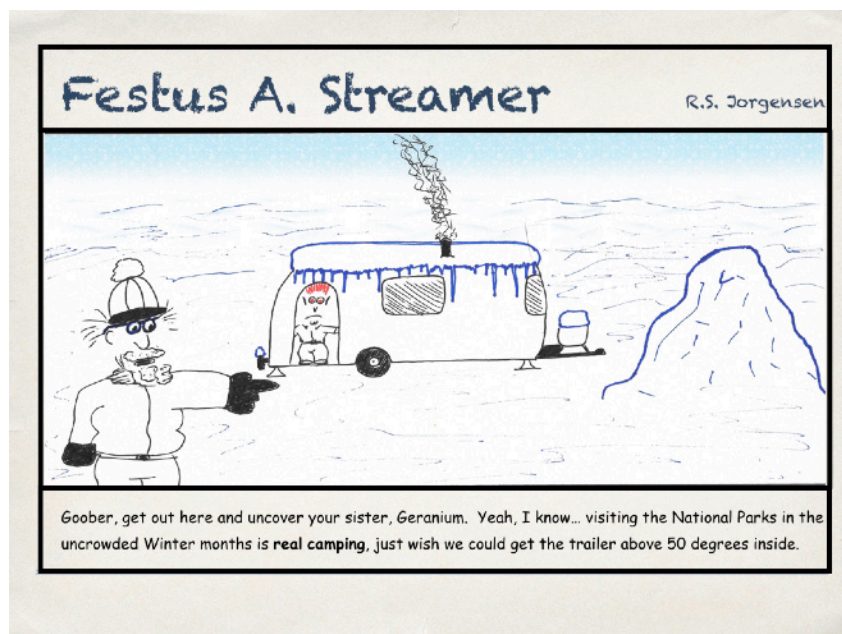 Festus A. Streamer
R.S. Jorgensen
Goober, get out here and uncover your sister, Geranium. Yeah, I know... visiting the National Parks in the
uncrowded Winter months is real camping, just wish we could get the trailer above 50 degrees inside.